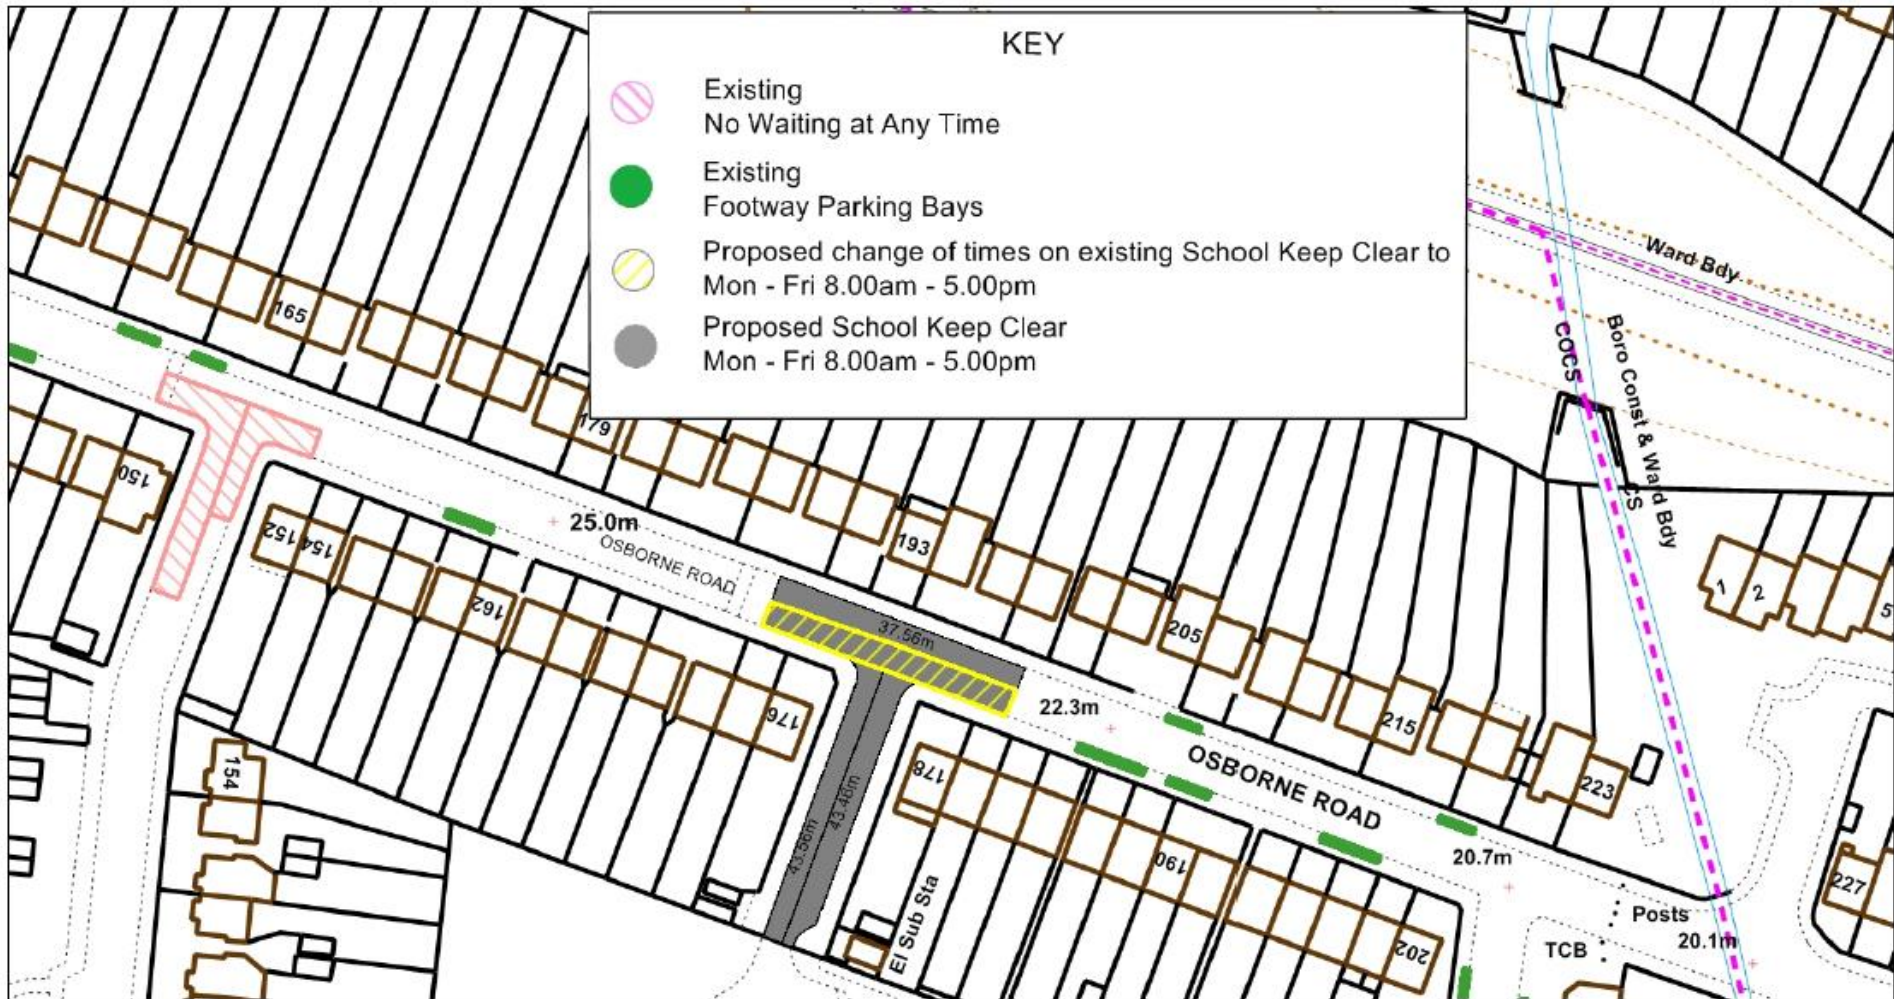 KEY
Existing
No Waiting at Any Time
Existing
Footway Parking Bays
Proposed change of times on existing School Keep Clear to
Mon - Fri 8.00am - 5.00pm
Proposed School Keep Clear
Mon - Fri 8.00am - 5.00pm
Ward Bdy
COCS
Boro Const & Ward Bdy
CS
165
179
150
152
154
162
25.0m
OSBORNE ROAD
193
205
1
2
5
37.56m
176
22.3m
215
223
OSBORNE ROAD
178
154
43.48m
43.56m
190
20.7m
227
El Sub Sta
202
Posts
TCB
20.1m